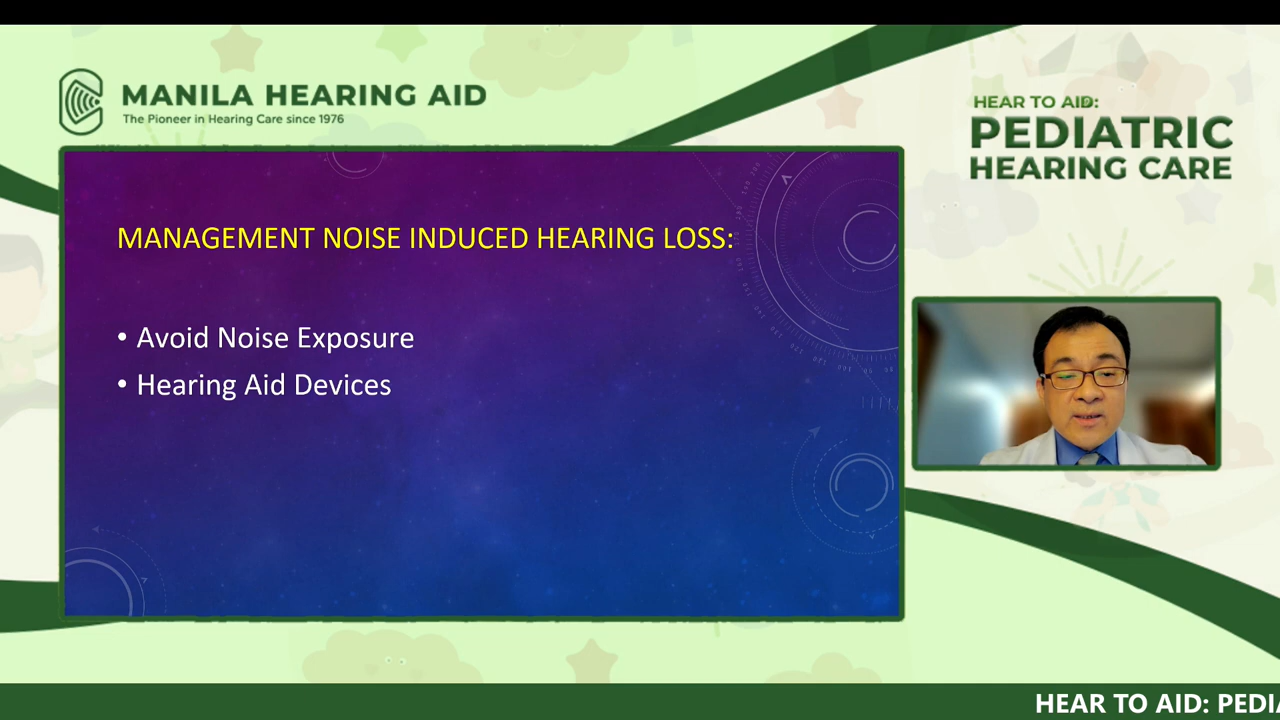 MANILA HEARING AID
The Pioneer in Hearing Care since 1976
HEAR TO AID:
PEDIATRIC
HEARING CARE
MANAGEMENT NOISE INDUCED HEARING LOSS:
• Avoid Noise Exposure
• Hearing Aid Devices
HEAR TO AID: PEDIA